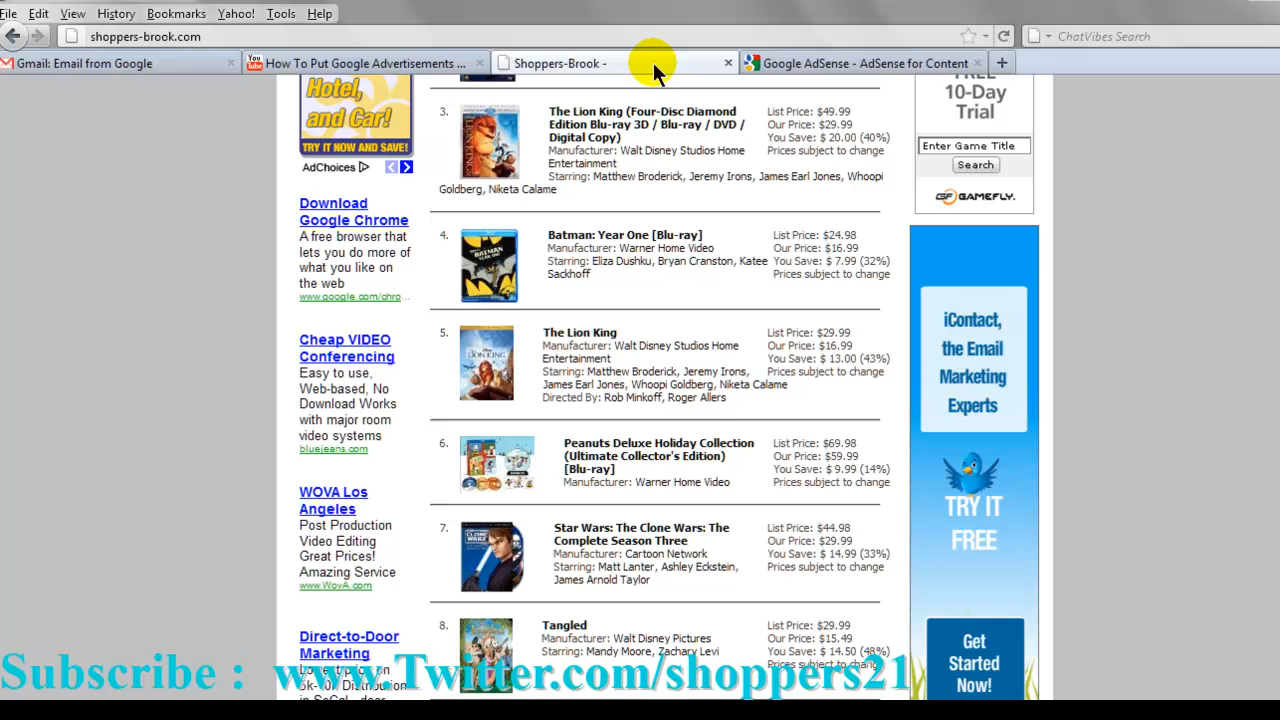 File Edit View History Bookmarks Yahoo! Tools Help
shoppers-brook.com
ChatVibes Search
Gmail: Email from Google
How To Put Google Advertisements ...
Shoppers-Brook -
Google AdSense - AdSense for Content
Hotel,
and Car!
TRY IT NOW AND SAVE!
AdChoices
Download
Google Chrome
A free browser that
lets you do more of
what you like on
the web
www.google.com/chro...
Cheap VIDEO
Conferencing
Easy to use,
Web-based, No
Download Works
with major room
video systems
bluejeans.com
WOVA Los
Angeles
Post Production
Video Editing
Great Prices!
Amazing Service
www.WovA.com
Direct-to-Door
Marketing
3.
The Lion King (Four-Disc Diamond
Edition Blu-ray 3D / Blu-ray / DVD /
Digital Copy)
Manufacturer: Walt Disney Studios Home
Entertainment
Starring: Matthew Broderick, Jeremy Irons, James Earl Jones, Whoopi
Goldberg, Niketa Calame
List Price: $49.99
Our Price: $29.99
You Save: $ 20.00 (40%)
Prices subject to change
4.
Batman: Year One [Blu-ray]
Manufacturer: Warner Home Video
Starring: Eliza Dushku, Bryan Cranston, Katee
Sackhoff
List Price: $24.98
Our Price: $16.99
You Save: $ 7.99 (32%)
Prices subject to change
5.
The Lion King
Manufacturer: Walt Disney Studios Home
Entertainment
Starring: Matthew Broderick, Jeremy Irons,
James Earl Jones, Whoopi Goldberg, Niketa Calame
Directed By: Rob Minkoff, Roger Allers
List Price: $29.99
Our Price: $16.99
You Save: $ 13.00 (43%)
Prices subject to change
6.
Peanuts Deluxe Holiday Collection
(Ultimate Collector's Edition)
[Blu-ray]
Manufacturer: Warner Home Video
List Price: $69.98
Our Price: $59.99
You Save: $ 9.99 (14%)
Prices subject to change
7.
Star Wars: The Clone Wars: The
Complete Season Three
Manufacturer: Cartoon Network
Starring: Matt Lanter, Ashley Eckstein,
James Arnold Taylor
List Price: $44.98
Our Price: $29.99
You Save: $ 14.99 (33%)
Prices subject to change
8.
Tangled
Manufacturer: Walt Disney Pictures
Starring: Mandy Moore, Zachary Levi
List Price: $29.99
Our Price: $15.49
You Save: $ 14.50 (48%)
Prices subject to change
FREE
10-Day
Trial
Enter Game Title
Search
GAMEFLY.
iContact,
the Email
Marketing
Experts
TRY IT
FREE
Get
Started
Now!
Subscribe : www.Twitter.com/shoppers21